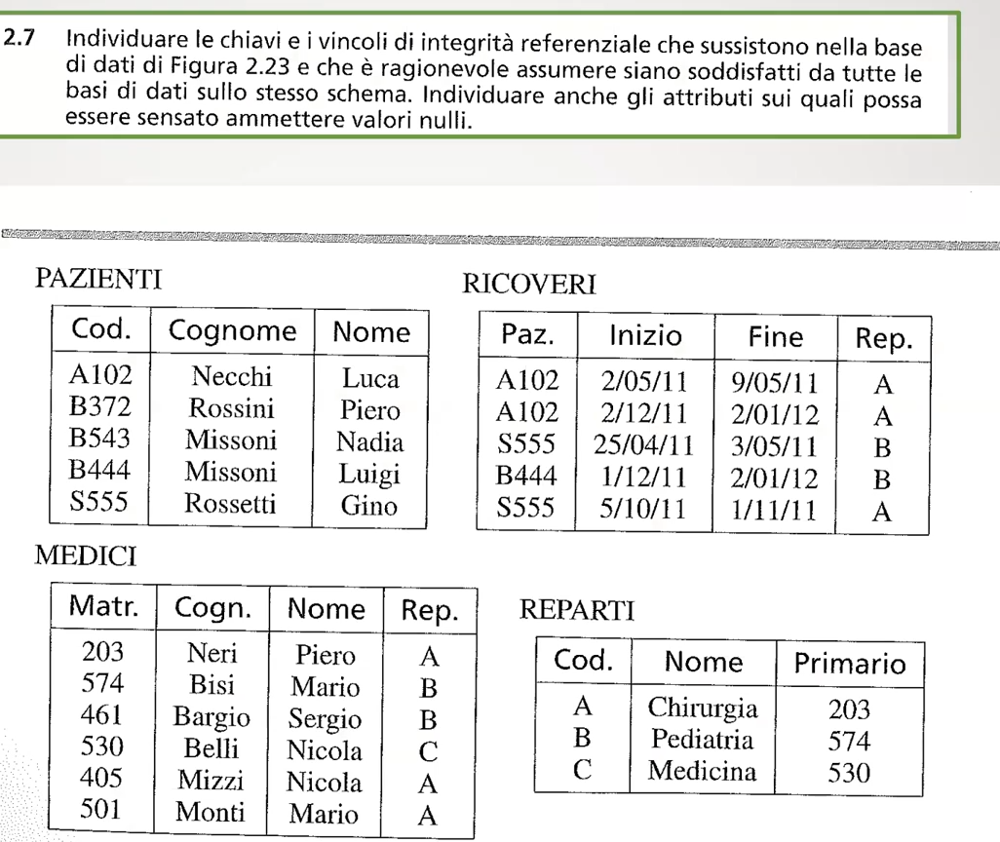 2.7 Individuare le chiavi e i vincoli di integrità referenziale che sussistono nella base
di dati di Figura 2.23 e che è ragionevole assumere siano soddisfatti da tutte le
basi di dati sullo stesso schema. Individuare anche gli attributi sui quali possa
essere sensato ammettere valori nulli.
PAZIENTI
Cod. Cognome Nome
A102 Necchi Luca
B372 Rossini Piero
B543 Missoni Nadia
B444 Missoni Luigi
S555 Rossetti Gino
RICOVERI
Paz. Inizio Fine Rep.
A102 2/05/11 9/05/11 A
A102 2/12/11 2/01/12 A
S555 25/04/11 3/05/11 B
B444 1/12/11 2/01/12 B
S555 5/10/11 1/11/11 A
MEDICI
Matr. Cogn. Nome Rep.
203 Neri Piero A
574 Bisi Mario B
461 Bargio Sergio B
530 Belli Nicola C
405 Mizzi Nicola A
501 Monti Mario A
REPARTI
Cod. Nome Primario
A Chirurgia 203
B Pediatria 574
C Medicina 530